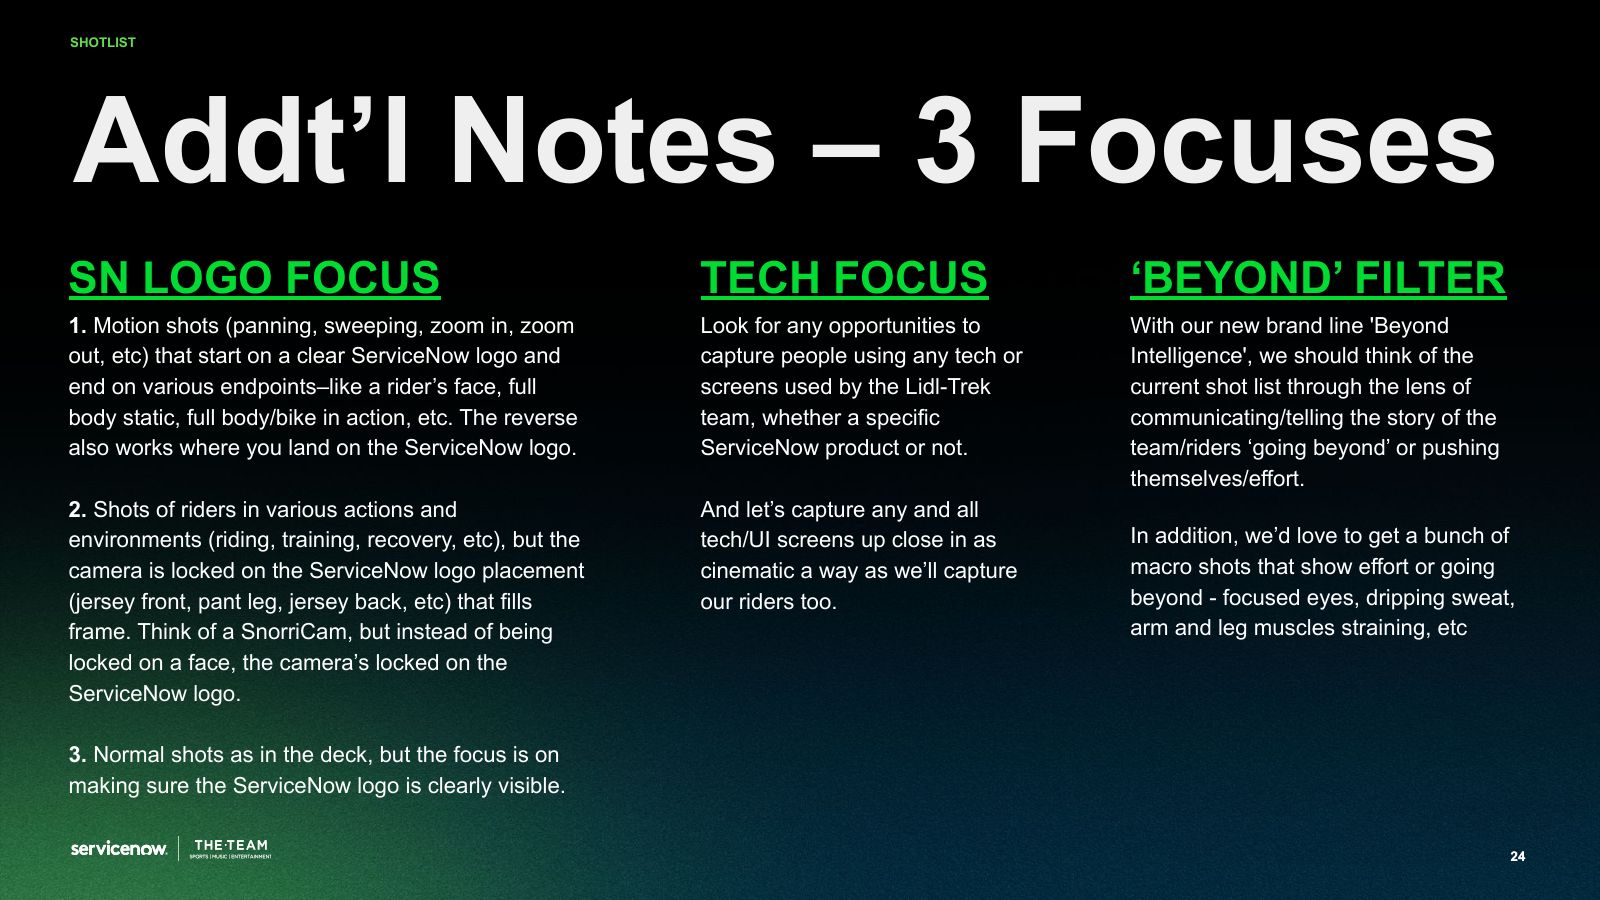 SHOTLIST
Addt’l Notes – 3 Focuses
SN LOGO FOCUS
1. Motion shots (panning, sweeping, zoom in, zoom
out, etc) that start on a clear ServiceNow logo and
end on various endpoints–like a rider’s face, full
body static, full body/bike in action, etc. The reverse
also works where you land on the ServiceNow logo.
2. Shots of riders in various actions and
environments (riding, training, recovery, etc), but the
camera is locked on the ServiceNow logo placement
(jersey front, pant leg, jersey back, etc) that fills
frame. Think of a SnorriCam, but instead of being
locked on a face, the camera’s locked on the
ServiceNow logo.
3. Normal shots as in the deck, but the focus is on
making sure the ServiceNow logo is clearly visible.
TECH FOCUS
Look for any opportunities to
capture people using any tech or
screens used by the Lidl-Trek
team, whether a specific
ServiceNow product or not.
And let’s capture any and all
tech/UI screens up close in as
cinematic a way as we’ll capture
our riders too.
‘BEYOND’ FILTER
With our new brand line 'Beyond
Intelligence', we should think of the
current shot list through the lens of
communicating/telling the story of the
team/riders ‘going beyond’ or pushing
themselves/effort.
In addition, we’d love to get a bunch of
macro shots that show effort or going
beyond - focused eyes, dripping sweat,
arm and leg muscles straining, etc
servicenow.
THE·TEAM
SPORTS | MUSIC | ENTERTAINMENT
24